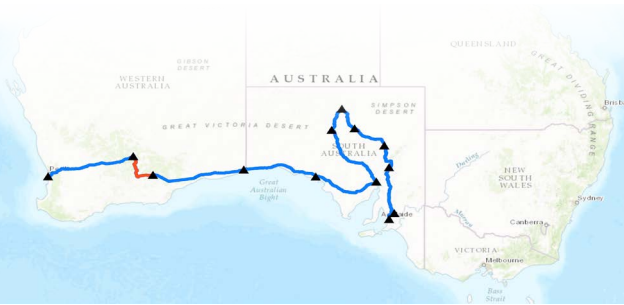 QUEENSLAND
GREAT DIVIDING RANGE
GIBSON
DESERT
WESTERN
AUSTRALIA
AUSTRALIA
SIMPSON
DESERT
Brisb
GREAT VICTORIA DESERT
SOUTH
AUSTRALIA
Darling
NEW
SOUTH
WALES
Great
Australian
Bight
Sydney
Murray
Canberra
VICTORIA
Melbourne
Bass
Strait